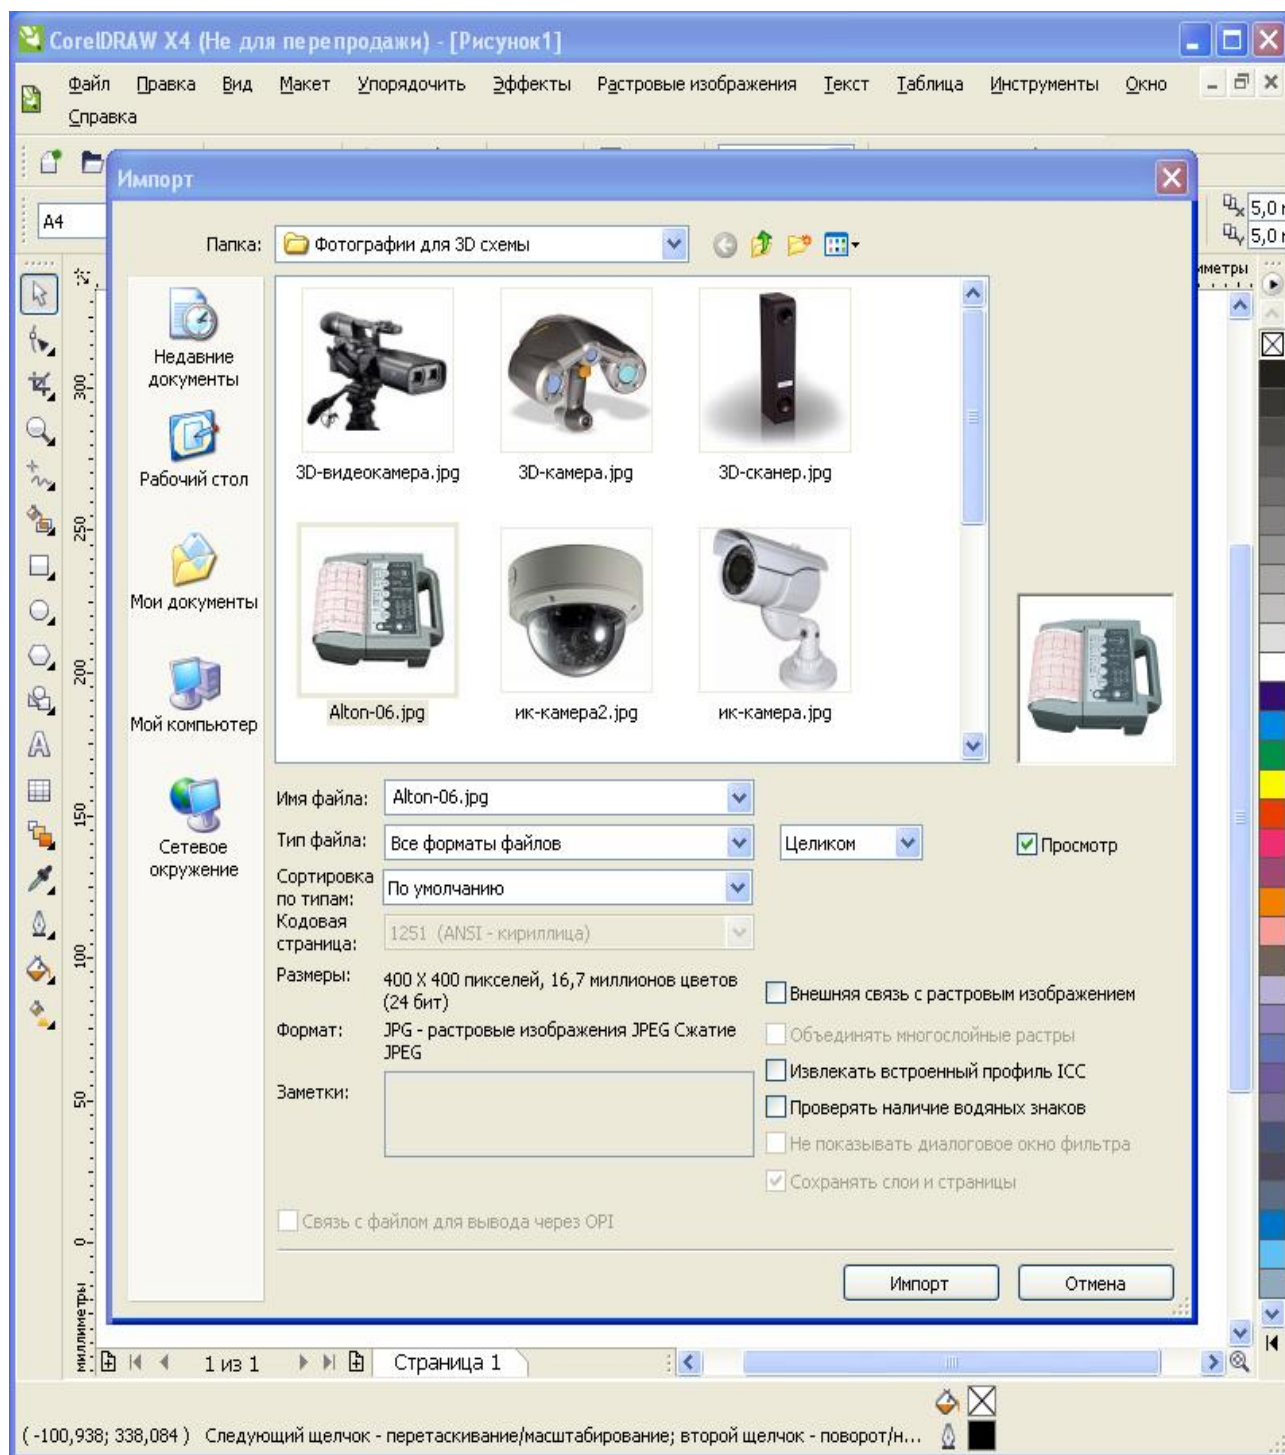 CorelDRAW X4 (Не для перепродажи) - [Рисунок1]
Файл Правка Вид Макет Упорядочить Эффекты Растровые изображения Текст Таблица Инструменты Окно
Справка
Импорт
A4
5,0
5,0
Папка: Фотографии для 3D схемы
300
250
200
150
100
50
0
миллиметры
Недавние
документы
Рабочий стол
Мои документы
Мой компьютер
Сетевое
окружение
3D-видеокамера.jpg 3D-камера.jpg 3D-сканер.jpg
Alton-06.jpg ик-камера2.jpg ик-камера.jpg
Имя файла: Alton-06.jpg
Тип файла: Все форматы файлов Целиком Просмотр
Сортировка
по типам: По умолчанию
Кодовая
страница: 1251 (ANSI - кириллица)
Размеры: 400 X 400 пикселей, 16,7 миллионов цветов
(24 бит)
Формат: JPG - растровые изображения JPEG Сжатие
JPEG
Заметки:
Внешняя связь с растровым изображением
Объединять многослойные растры
Извлекать встроенный профиль ICC
Проверять наличие водяных знаков
Не показывать диалоговое окно фильтра
Сохранять слои и страницы
Связь с файлом для вывода через OPI
Импорт Отмена
1 из 1 Страница 1
( -100,938; 338,084 ) Следующий щелчок - перетаскивание/масштабирование; второй щелчок - поворот/н...